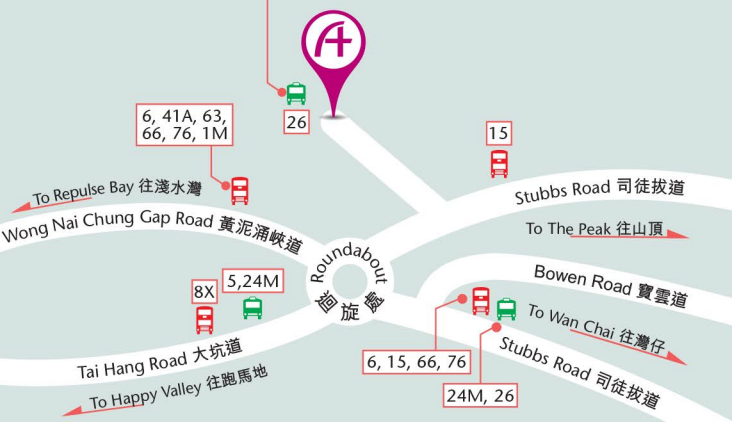 A+
26
6, 41A, 63,
66, 76, 1M
15
To Repulse Bay 往淺水灣
Stubbs Road 司徒拔道
Wong Nai Chung Gap Road 黃泥涌峽道
To The Peak 往山頂
Roundabout
迴旋處
8X
5,24M
Bowen Road 寶雲道
To Wan Chai 往灣仔
Tai Hang Road 大坑道
Stubbs Road 司徒拔道
6, 15, 66, 76
To Happy Valley 往跑馬地
24M, 26